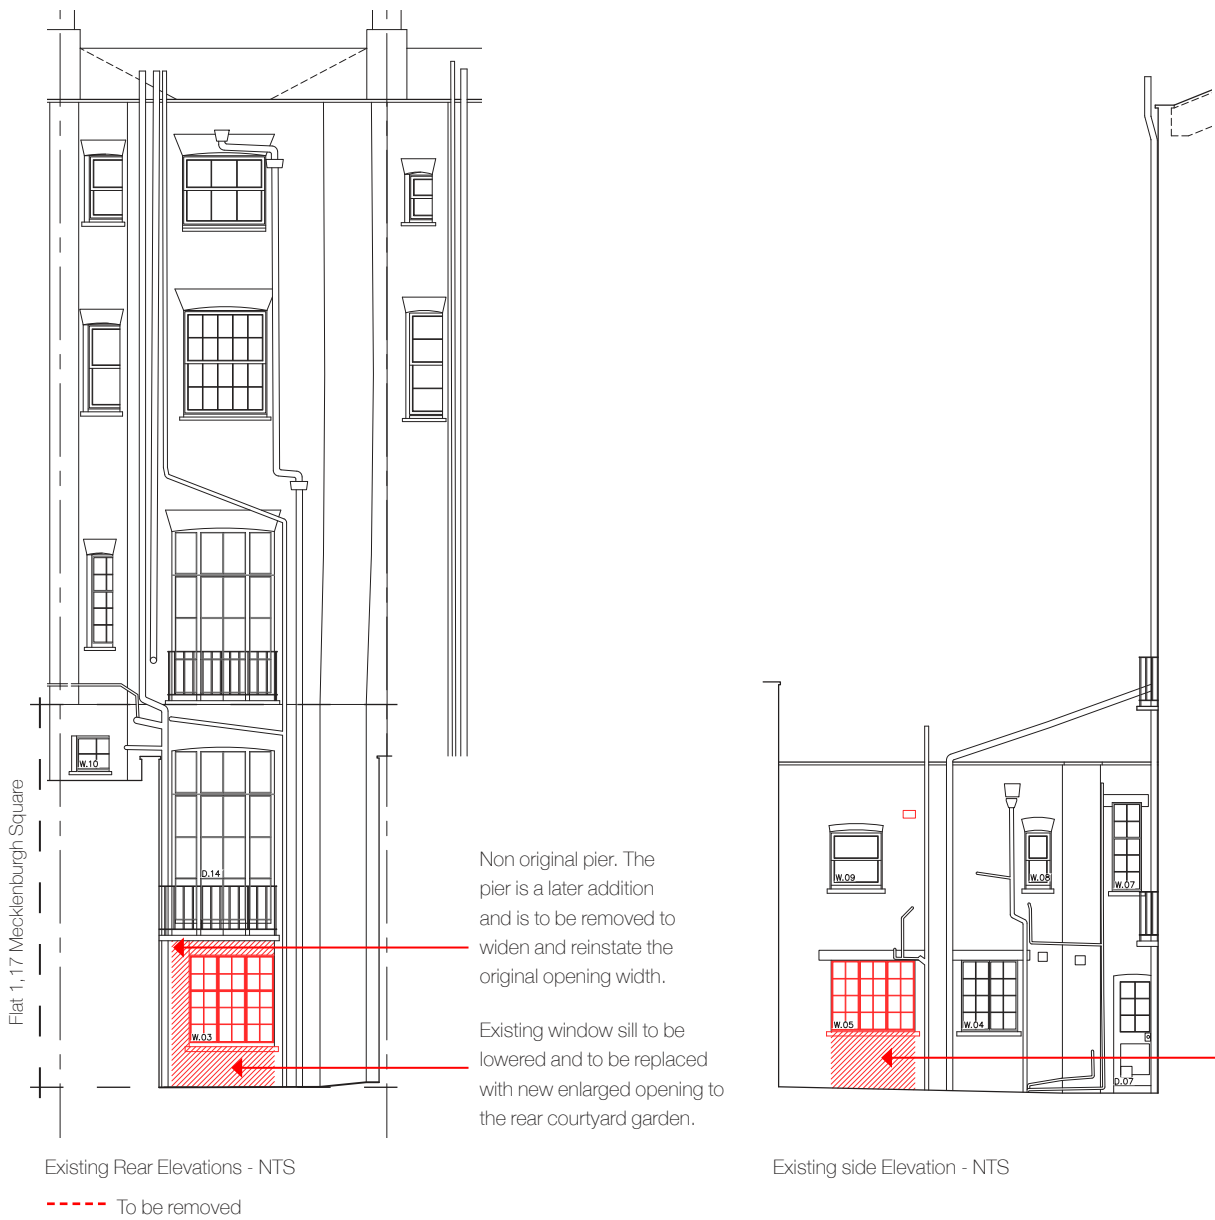 W.10
D.14
W.03
Flat 1, 17 Mecklenburgh Square
Non original pier. The
pier is a later addition
and is to be removed to
widen and reinstate the
original opening width.
Existing window sill to be
lowered and to be replaced
with new enlarged opening to
the rear courtyard garden.
W.09
W.08
W.07
W.05
W.04
D.07
Existing Rear Elevations - NTS
Existing side Elevation - NTS
To be removed